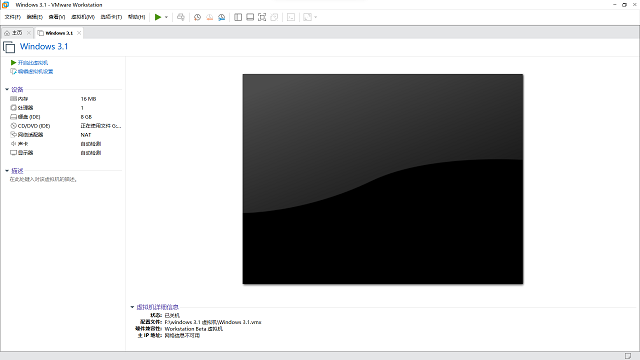 Windows 3.1 - VMware Workstation
文件(F) 编辑(E) 查看(V) 虚拟机(M) 选项卡(T) 帮助(H)
主页 Windows 3.1
Windows 3.1
开启此虚拟机
编辑虚拟机设置
设备
内存 16 MB
处理器 1
硬盘 (IDE) 8 GB
CD/DVD (IDE) 正在使用文件 G:...
网络适配器 NAT
声卡 自动检测
显示器 自动检测
描述
在此处键入对该虚拟机的描述。
虚拟机详细信息
状态: 已关机
配置文件: F:\windows 3.1 虚拟机\Windows 3.1.vmx
硬件兼容性: Workstation Beta 虚拟机
主 IP 地址: 网络信息不可用